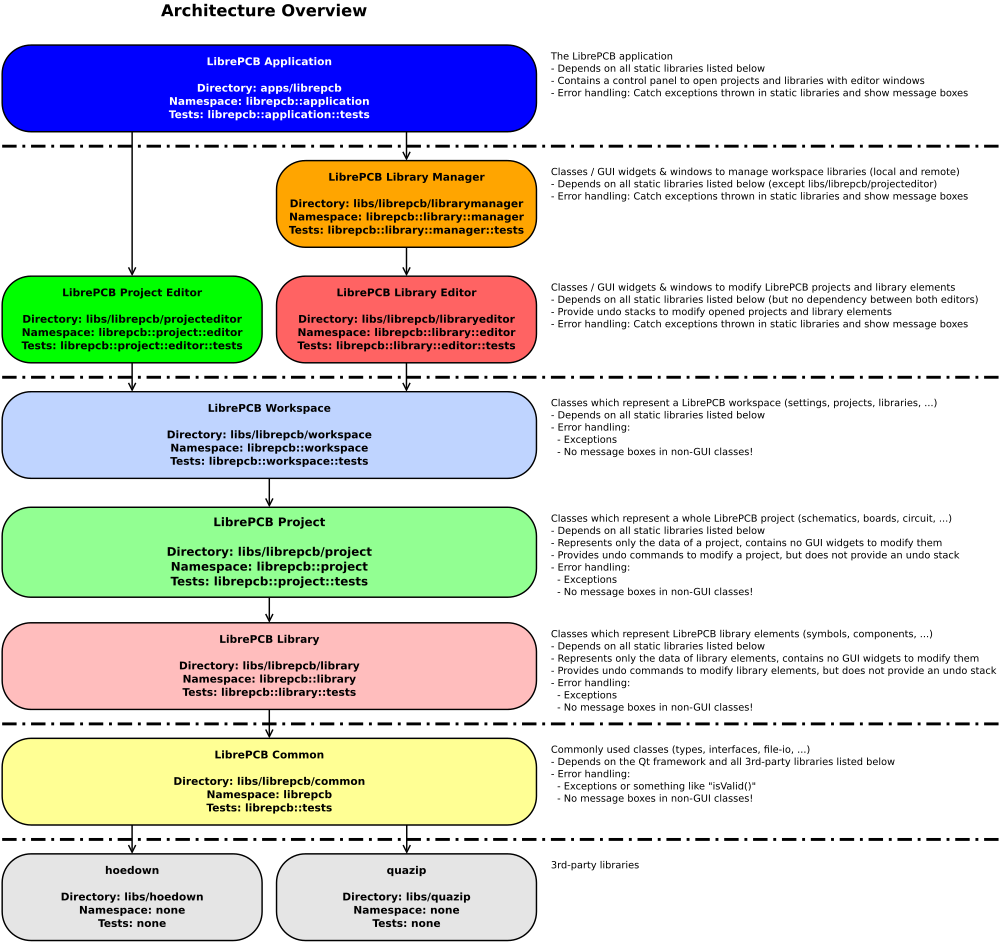 Architecture Overview
LibrePCB Application
Directory: apps/librepcb
Namespace: librepcb::application
Tests: librepcb::application::tests
The LibrePCB application
- Depends on all static libraries listed below
- Contains a control panel to open projects and libraries with editor windows
- Error handling: Catch exceptions thrown in static libraries and show message boxes
LibrePCB Library Manager
Directory: libs/librepcb/librarymanager
Namespace: librepcb::library::manager
Tests: librepcb::library::manager::tests
Classes / GUI widgets & windows to manage workspace libraries (local and remote)
- Depends on all static libraries listed below (except libs/librepcb/projecteditor)
- Error handling: Catch exceptions thrown in static libraries and show message boxes
LibrePCB Project Editor
Directory: libs/librepcb/projecteditor
Namespace: librepcb::project::editor
Tests: librepcb::project::editor::tests
LibrePCB Library Editor
Directory: libs/librepcb/libraryeditor
Namespace: librepcb::library::editor
Tests: librepcb::library::editor::tests
Classes / GUI widgets & windows to modify LibrePCB projects and library elements
- Depends on all static libraries listed below (but no dependency between both editors)
- Provide undo stacks to modify opened projects and library elements
- Error handling: Catch exceptions thrown in static libraries and show message boxes
LibrePCB Workspace
Directory: libs/librepcb/workspace
Namespace: librepcb::workspace
Tests: librepcb::workspace::tests
Classes which represent a LibrePCB workspace (settings, projects, libraries, ...)
- Depends on all static libraries listed below
- Error handling:
- Exceptions
- No message boxes in non-GUI classes!
LibrePCB Project
Directory: libs/librepcb/project
Namespace: librepcb::project
Tests: librepcb::project::tests
Classes which represent a whole LibrePCB project (schematics, boards, circuit, ...)
- Depends on all static libraries listed below
- Represents only the data of a project, contains no GUI widgets to modify them
- Provides undo commands to modify a project, but does not provide an undo stack
- Error handling:
- Exceptions
- No message boxes in non-GUI classes!
LibrePCB Library
Directory: libs/librepcb/library
Namespace: librepcb::library
Tests: librepcb::library::tests
Classes which represent LibrePCB library elements (symbols, components, ...)
- Depends on all static libraries listed below
- Represents only the data of library elements, contains no GUI widgets to modify them
- Provides undo commands to modify library elements, but does not provide an undo stack
- Error handling:
- Exceptions
- No message boxes in non-GUI classes!
LibrePCB Common
Directory: libs/librepcb/common
Namespace: librepcb
Tests: librepcb::tests
Commonly used classes (types, interfaces, file-io, ...)
- Depends on the Qt framework and all 3rd-party libraries listed below
- Error handling:
- Exceptions or something like "isValid()"
- No message boxes in non-GUI classes!
hoedown
Directory: libs/hoedown
Namespace: none
Tests: none
quazip
Directory: libs/quazip
Namespace: none
Tests: none
3rd-party libraries